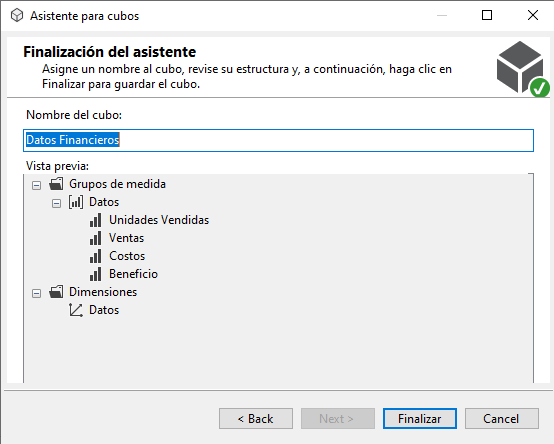 Asistente para cubos
Finalización del asistente
Asigne un nombre al cubo, revise su estructura y, a continuación, haga clic en
Finalizar para guardar el cubo.
Nombre del cubo:
Datos Financieros
Vista previa:
Grupos de medida
Datos
Unidades Vendidas
Ventas
Costos
Beneficio
Dimensiones
Datos
< Back
Next >
Finalizar
Cancel